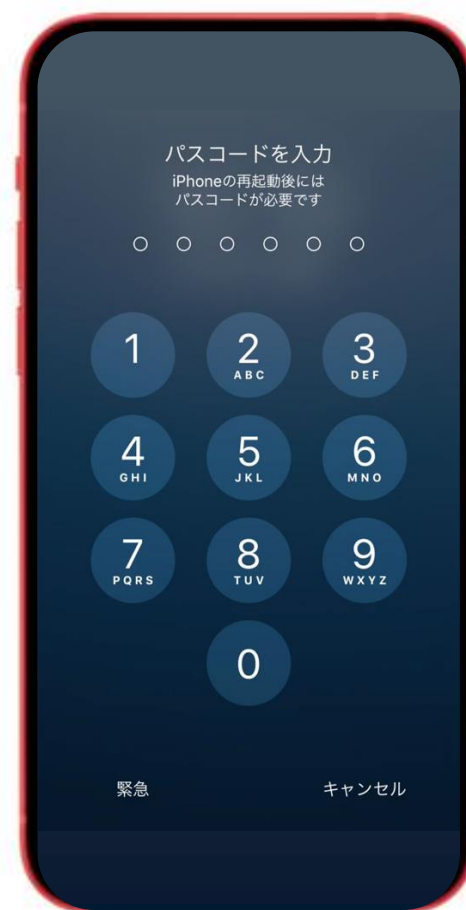 パスコードを入力
iPhoneの再起動後には
パスコードが必要です
1
2
ABC
3
DEF
4
GHI
5
JKL
6
MNO
7
PQRS
8
TUV
9
WXYZ
0
緊急
キャンセル